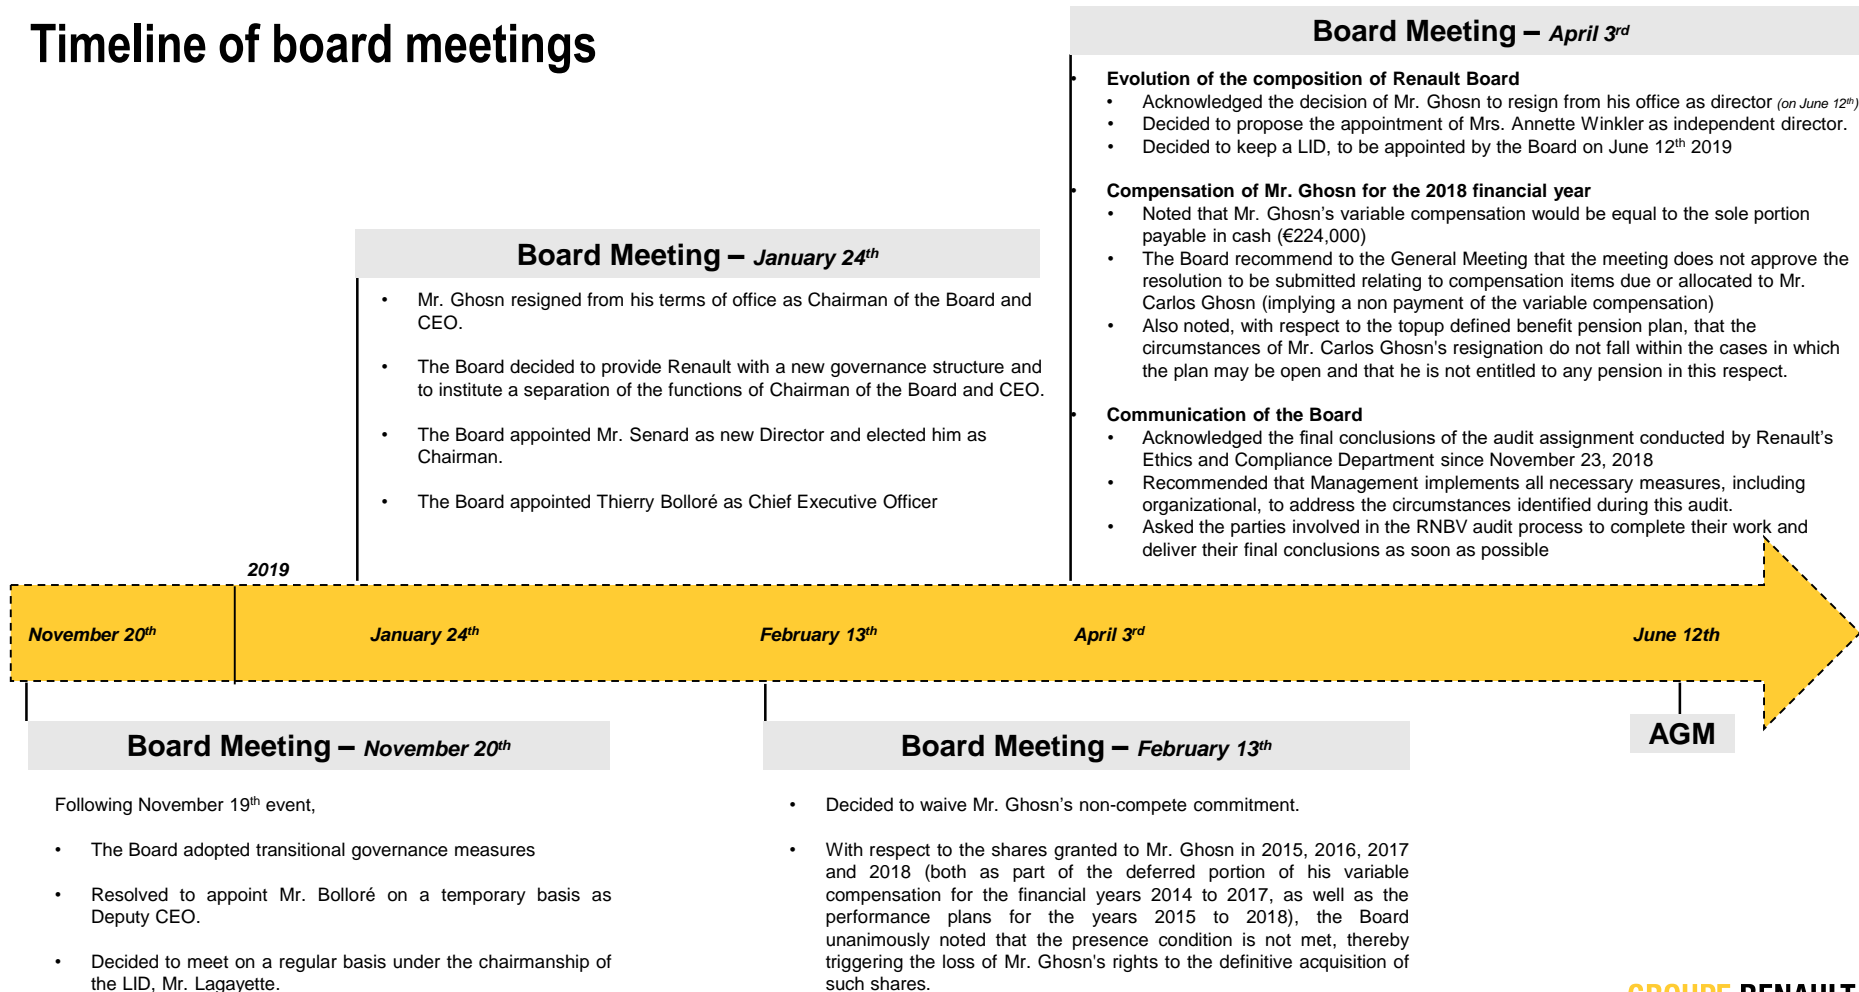 Timeline of board meetings
Board Meeting – April 3rd
• Evolution of the composition of Renault Board
• Acknowledged the decision of Mr. Ghosn to resign from his office as director (on June 12th)
• Decided to propose the appointment of Mrs. Annette Winkler as independent director.
• Decided to keep a LID, to be appointed by the Board on June 12th 2019
• Compensation of Mr. Ghosn for the 2018 financial year
• Noted that Mr. Ghosn's variable compensation would be equal to the sole portion
payable in cash (€224,000)
• The Board recommend to the General Meeting that the meeting does not approve the
resolution to be submitted relating to compensation items due or allocated to Mr.
Carlos Ghosn (implying a non payment of the variable compensation)
• Also noted, with respect to the topup defined benefit pension plan, that the
circumstances of Mr. Carlos Ghosn's resignation do not fall within the cases in which
the plan may be open and that he is not entitled to any pension in this respect.
• Communication of the Board
• Acknowledged the final conclusions of the audit assignment conducted by Renault's
Ethics and Compliance Department since November 23, 2018
• Recommended that Management implements all necessary measures, including
organizational, to address the circumstances identified during this audit.
• Asked the parties involved in the RNBV audit process to complete their work and
deliver their final conclusions as soon as possible
Board Meeting – January 24th
• Mr. Ghosn resigned from his terms of office as Chairman of the Board and
CEO.
• The Board decided to provide Renault with a new governance structure and
to institute a separation of the functions of Chairman of the Board and CEO.
• The Board appointed Mr. Senard as new Director and elected him as
Chairman.
• The Board appointed Thierry Bolloré as Chief Executive Officer
2019
November 20th
January 24th
February 13th
April 3rd
June 12th
Board Meeting – November 20th
Following November 19th event,
• The Board adopted transitional governance measures
• Resolved to appoint Mr. Bolloré on a temporary basis as
Deputy CEO.
• Decided to meet on a regular basis under the chairmanship of
the LID, Mr. Lagayette.
Board Meeting – February 13th
• Decided to waive Mr. Ghosn's non-compete commitment.
• With respect to the shares granted to Mr. Ghosn in 2015, 2016, 2017
and 2018 (both as part of the deferred portion of his variable
compensation for the financial years 2014 to 2017, as well as the
performance plans for the years 2015 to 2018), the Board
unanimously noted that the presence condition is not met, thereby
triggering the loss of Mr. Ghosn's rights to the definitive acquisition of
such shares.
AGM
GROUPE RENAULT